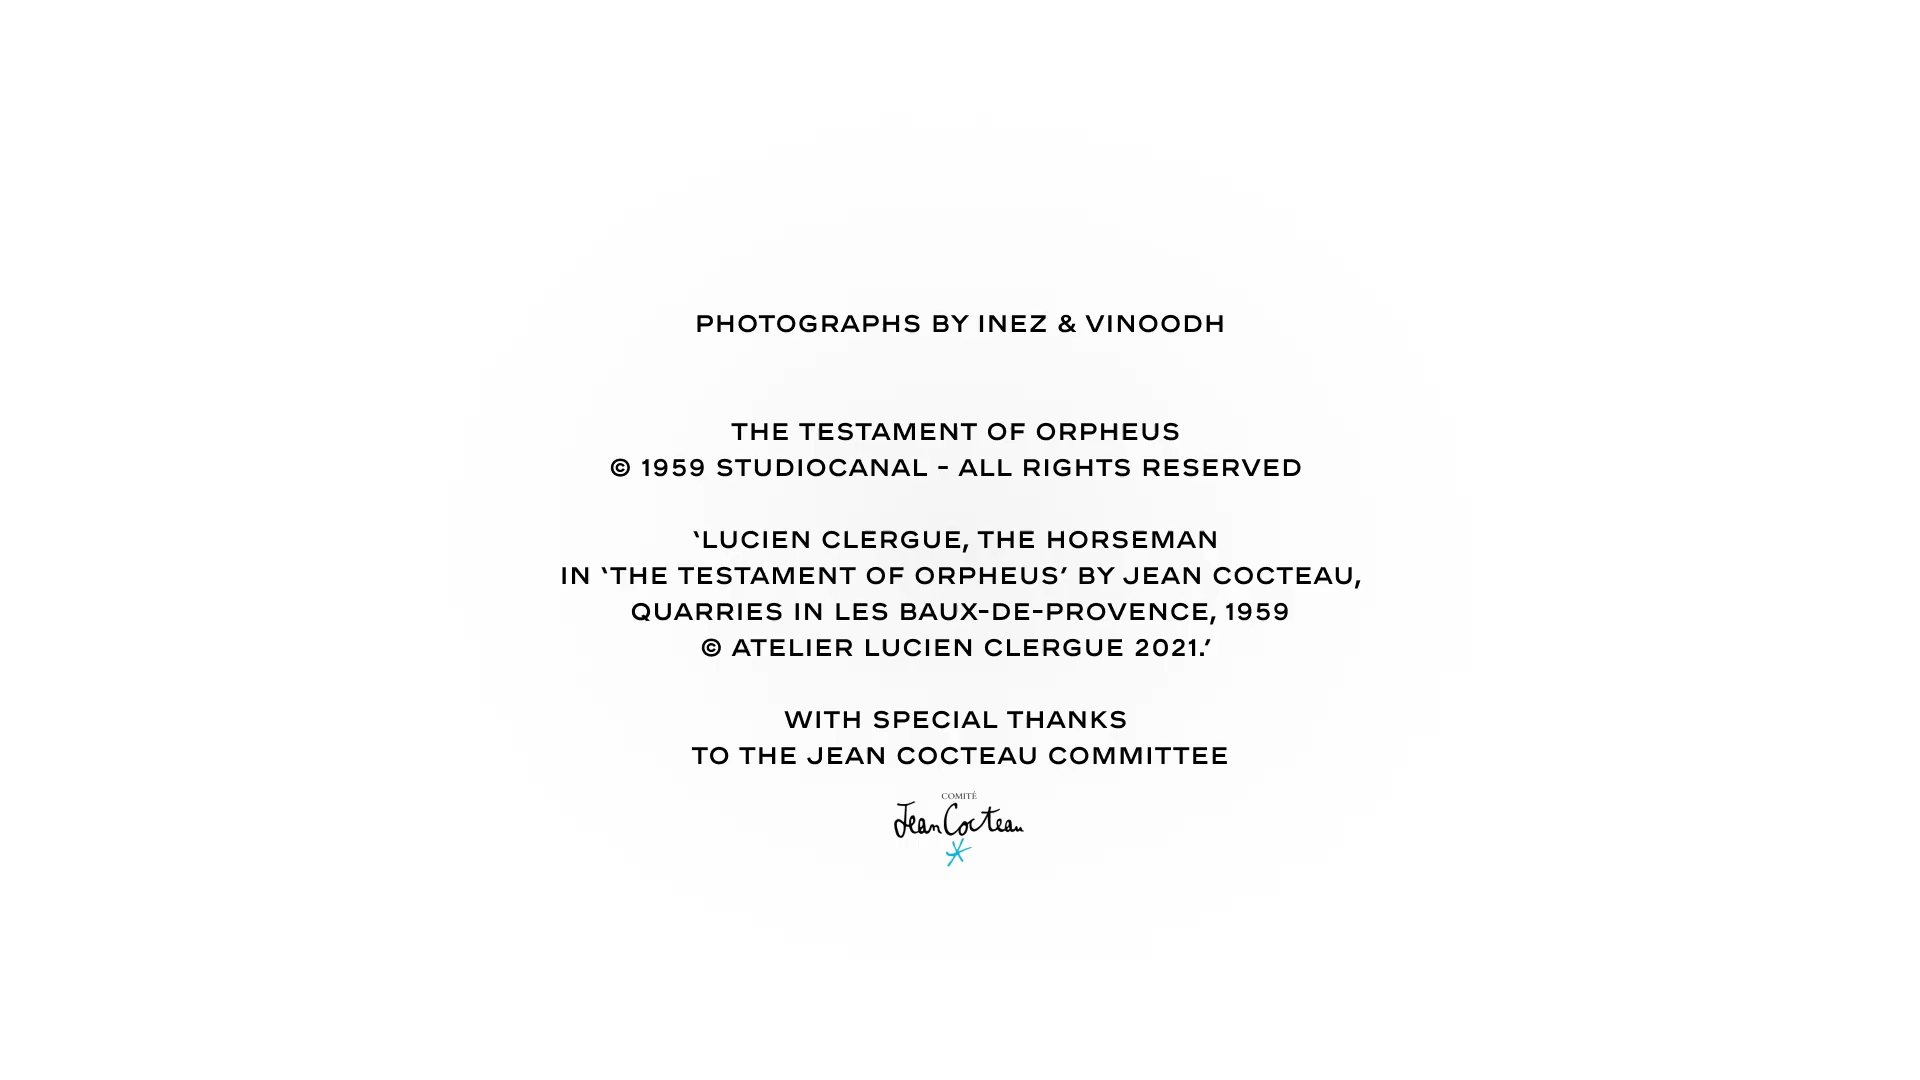 PHOTOGRAPHS BY INEZ & VINOODH
THE TESTAMENT OF ORPHEUS
© 1959 STUDIOCANAL - ALL RIGHTS RESERVED
‘LUCIEN CLERGUE, THE HORSEMAN
IN ‘THE TESTAMENT OF ORPHEUS’ BY JEAN COCTEAU,
QUARRIES IN LES BAUX-DE-PROVENCE, 1959
© ATELIER LUCIEN CLERGUE 2021.’
WITH SPECIAL THANKS
TO THE JEAN COCTEAU COMMITTEE
COMITÉ
Jean Cocteau